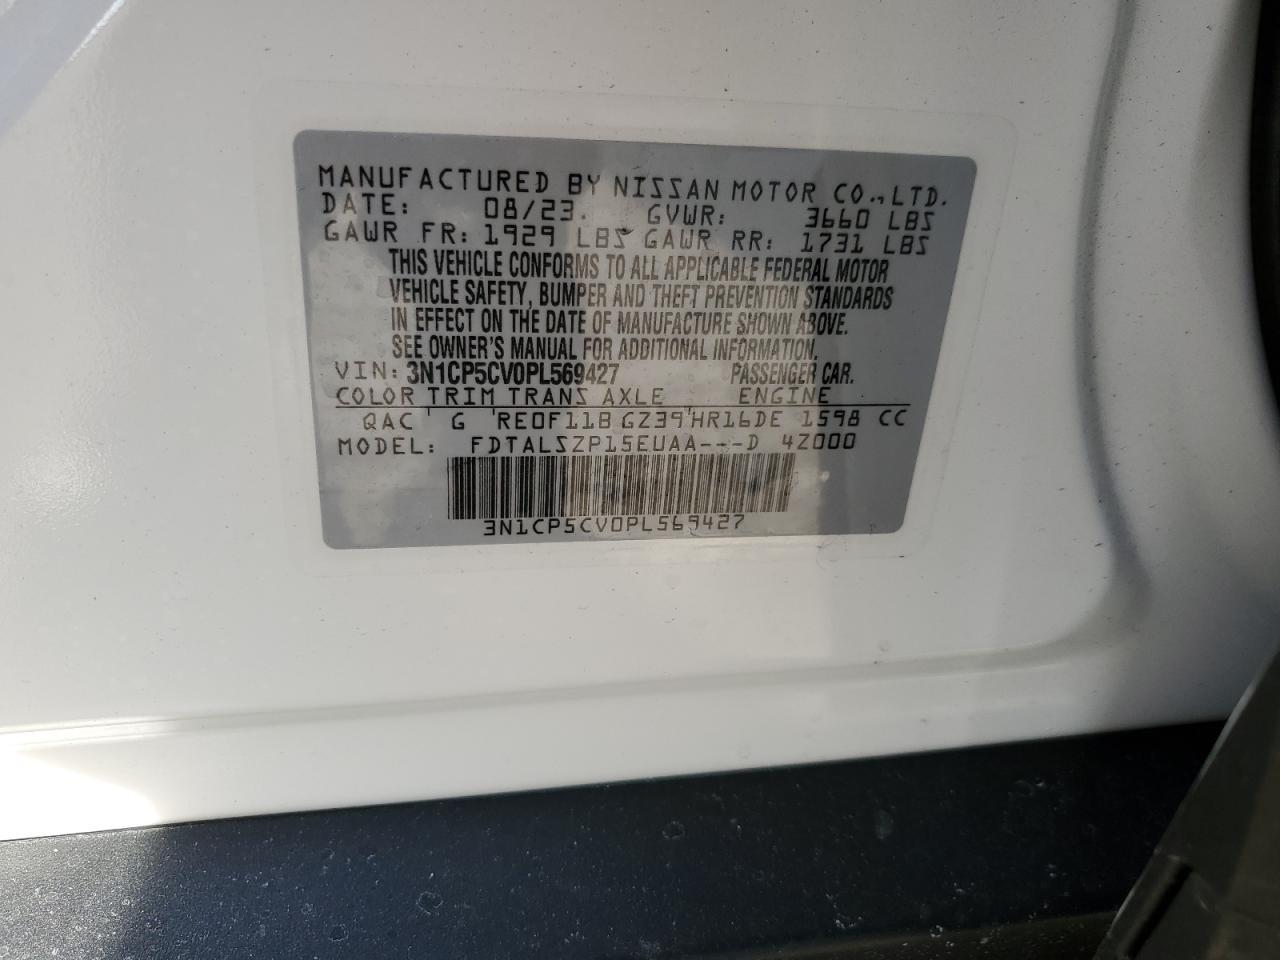 MANUFACTURED BY NISSAN MOTOR CO., LTD.
DATE: 08/23. GVWR: 3660 LBS
GAWR FR: 1929 LBS GAWR RR: 1731 LBS
THIS VEHICLE CONFORMS TO ALL APPLICABLE FEDERAL MOTOR
VEHICLE SAFETY, BUMPER AND THEFT PREVENTION STANDARDS
IN EFFECT ON THE DATE OF MANUFACTURE SHOWN ABOVE.
SEE OWNER'S MANUAL FOR ADDITIONAL INFORMATION.
VIN: 3N1CP5CV0PL569427 PASSENGER CAR.
COLOR TRIM TRANS AXLE ENGINE
QAC G RE0F11B GZ39 HR16DE 1598 CC
MODEL: FDTALSZP15EUAA---D 4Z000
3N1CP5CV0PL569427